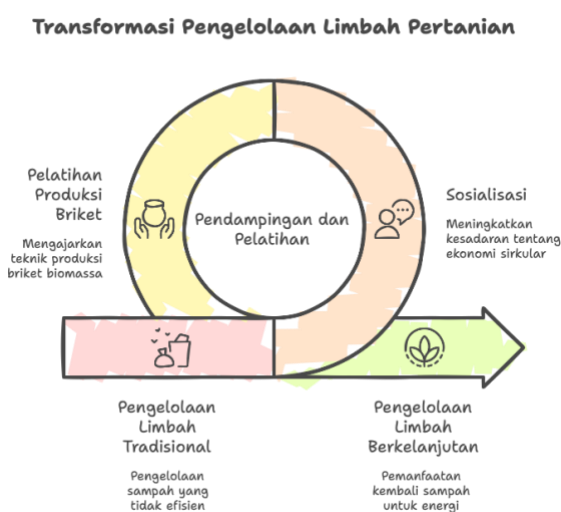 Transformasi Pengelolaan Limbah Pertanian
Pelatihan
Produksi
Briket
Mengajarkan
teknik produksi
briket biomassa
Pendampingan dan
Pelatihan
Sosialisasi
Meningkatkan
kesadaran tentang
ekonomi sirkular
Pengelolaan
Limbah
Tradisional
Pengelolaan
sampah yang
tidak efisien
Pengelolaan
Limbah
Berkelanjutan
Pemanfaatan
kembali sampah
untuk energi